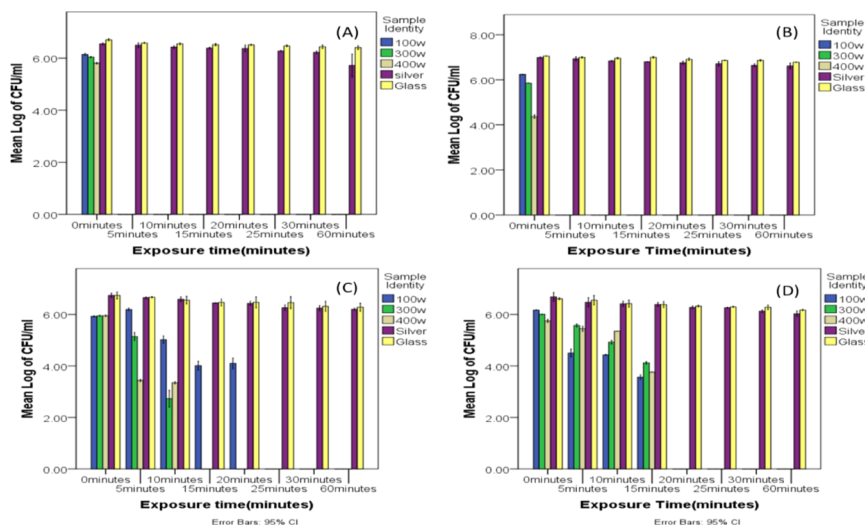 (A)
Sample
Identity
100w
300w
400w
silver
Glass
Mean Log of CFU/ml
6.00
4.00
2.00
0.00
0minutes 10minutes 20minutes 30minutes
5minutes 15minutes 25minutes 60minutes
Exposure time(minutes)
(B)
Sample
Identity
100w
300w
400w
Silver
Glass
Mean Log of CFU/ml
8.00
6.00
4.00
2.00
0.00
0minutes 10minutes 20minutes 30minutes
5minutes 15minutes 25minutes 60minutes
Exposure Time(minutes)
(C)
Sample
Identity
100w
300w
400w
Silver
Glass
Mean Log of CFU/ml
6.00
4.00
2.00
0.00
0minutes 10minutes 20minutes 30minutes
5minutes 15minutes 25minutes 60minutes
Exposure time(minutes)
Error Bars: 95% CI
(D)
Sample
Identity
100w
300w
400w
Silver
Glass
Mean Log of CFU/ml
6.00
4.00
2.00
0.00
0minutes 10minutes 20minutes 30minutes
5minutes 15minutes 25minutes 60minutes
Exposure Time(minutes)
Error Bars: 95% CI